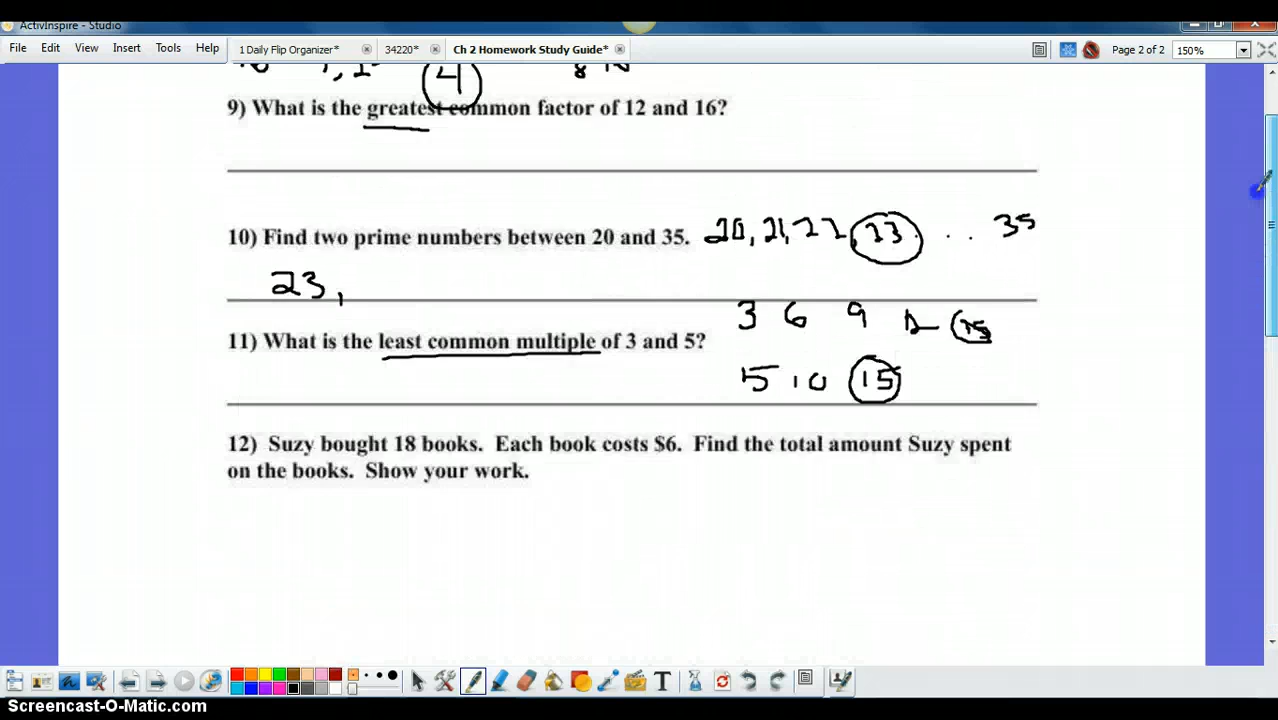 ActivInspire - Studio
File Edit View Insert Tools Help 1 Daily Flip Organizer* 34220* Ch 2 Homework Study Guide* Page 2 of 2 150%
4
9) What is the greatest common factor of 12 and 16?
20, 21, 22, 23, . . 35
10) Find two prime numbers between 20 and 35.
23,
3 6 9 12 15
11) What is the least common multiple of 3 and 5?
5 10 15
12) Suzy bought 18 books. Each book costs $6. Find the total amount Suzy spent
on the books. Show your work.
T
Screencast-O-Matic.com